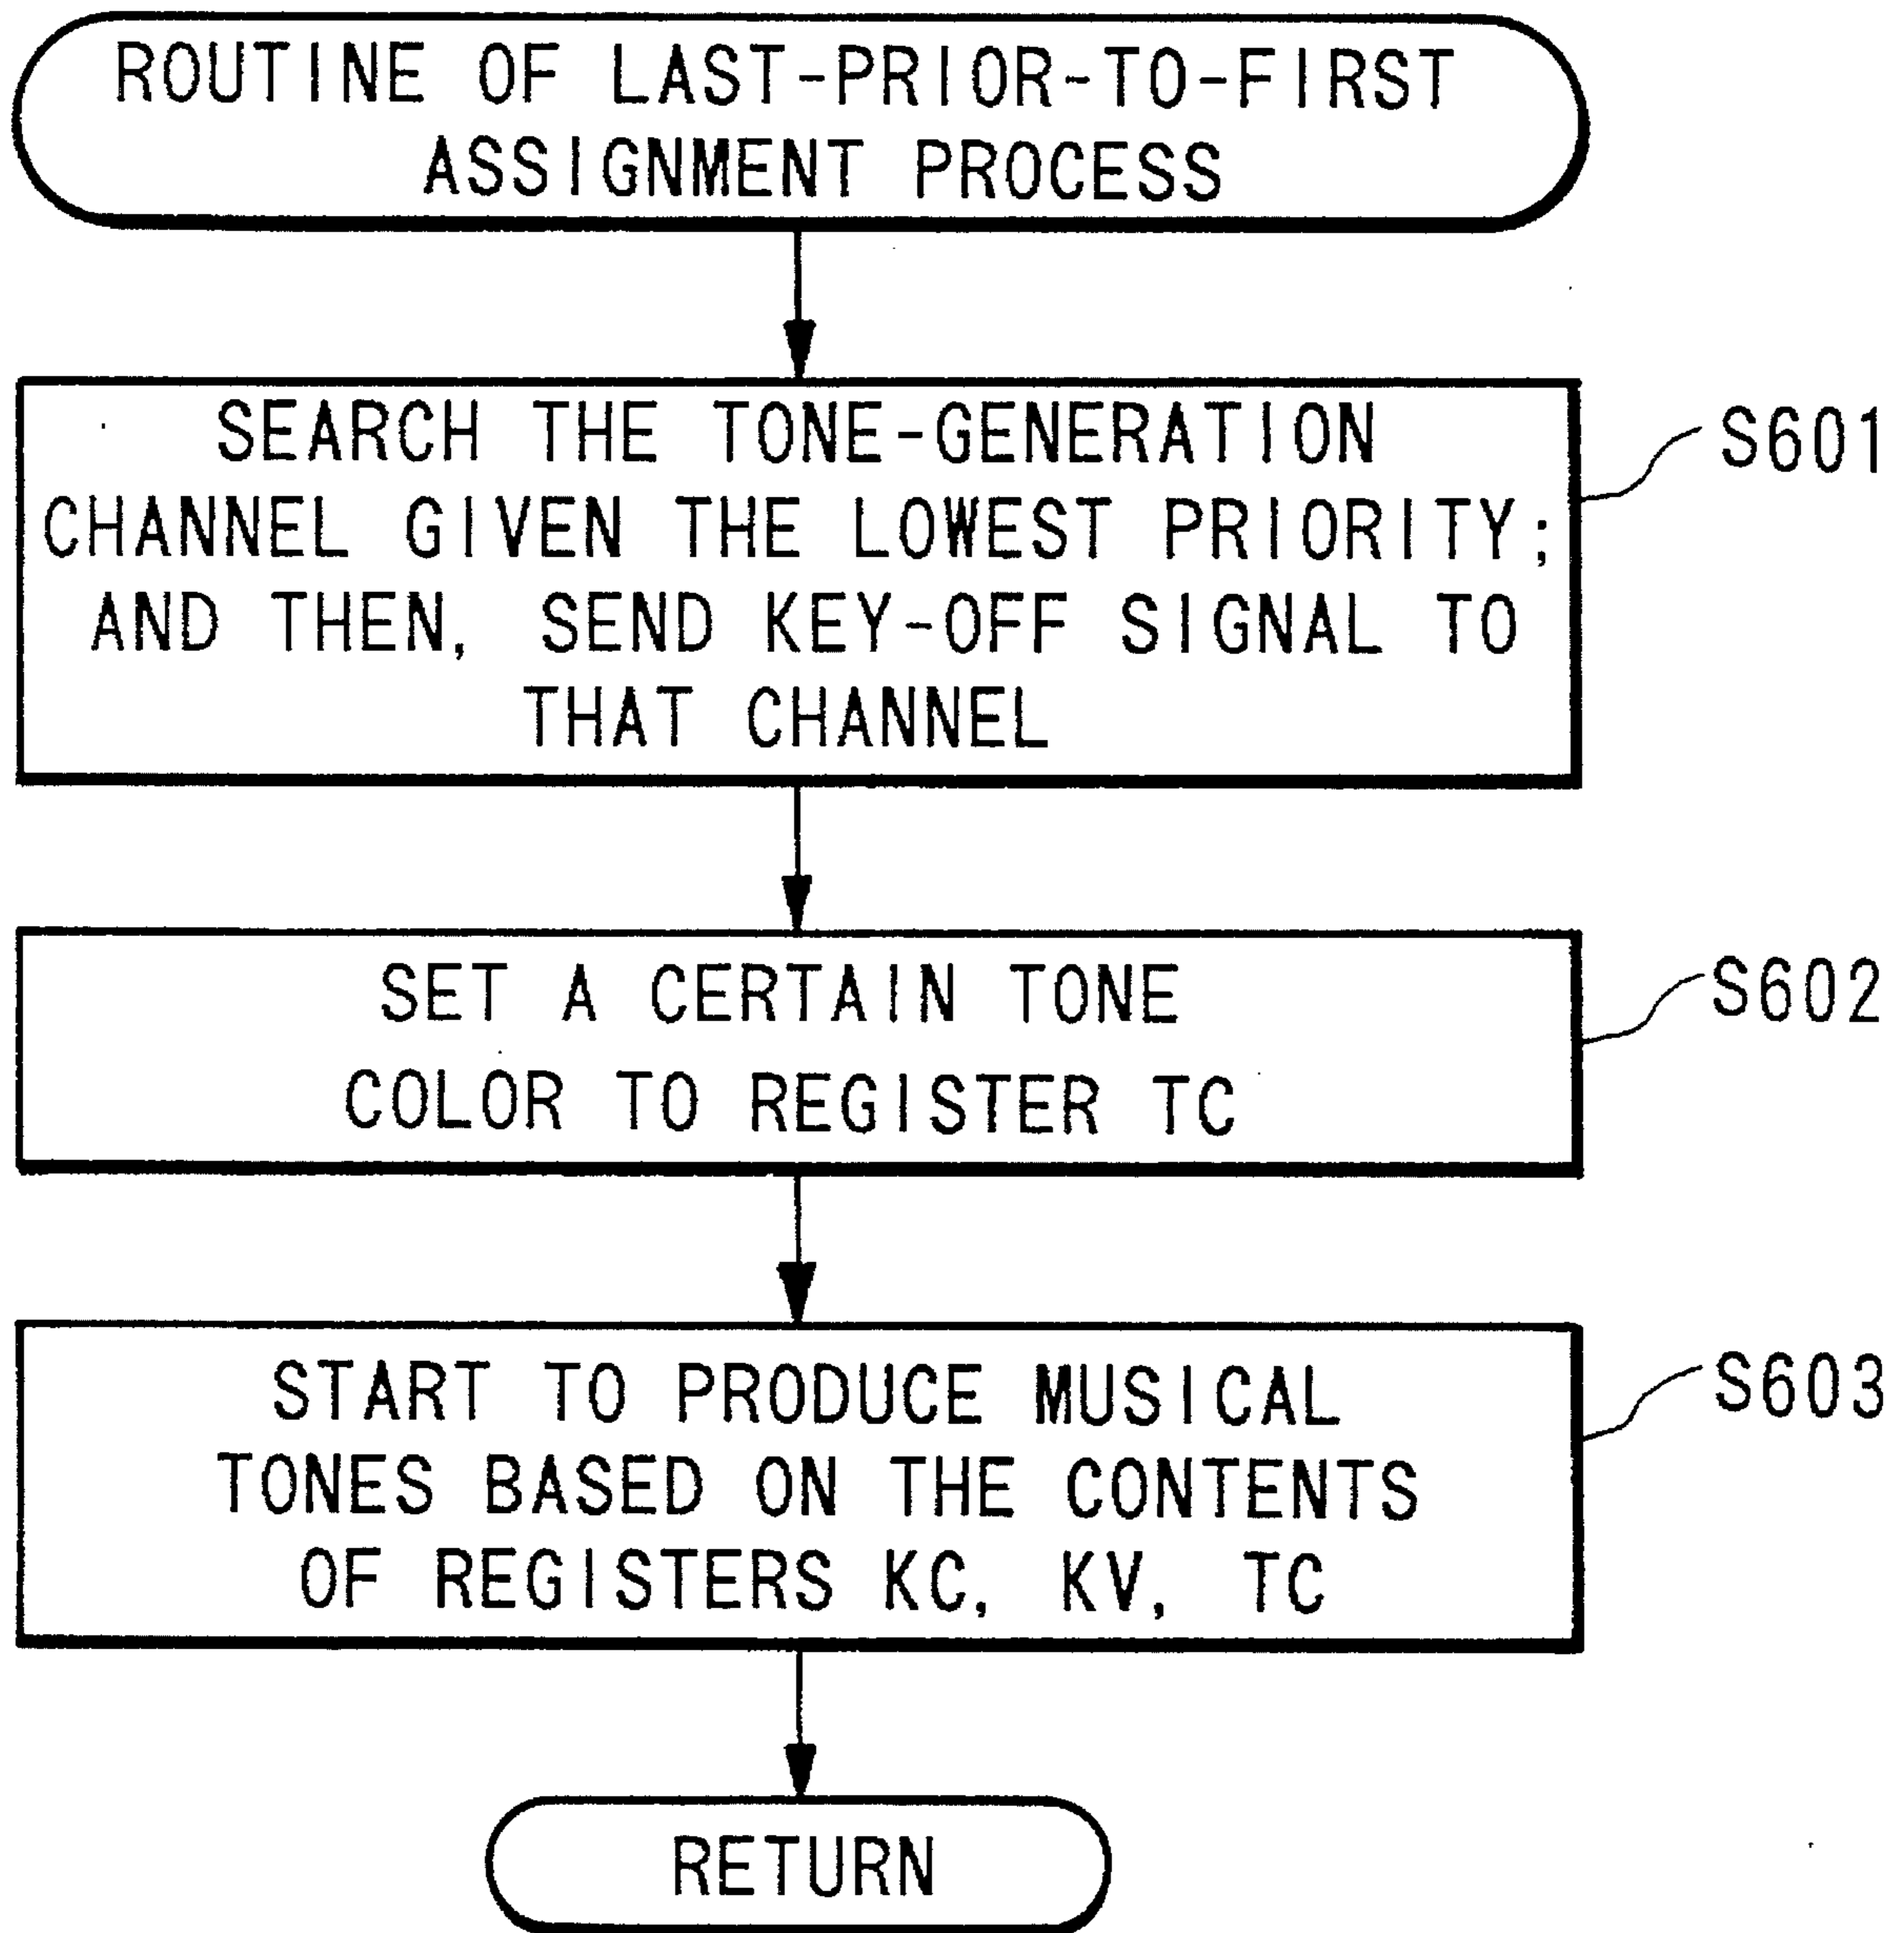 ROUTINE OF LAST-PRIOR-TO-FIRST
ASSIGNMENT PROCESS
SEARCH THE TONE-GENERATION
CHANNEL GIVEN THE LOWEST PRIORITY;
AND THEN, SEND KEY-OFF SIGNAL TO
THAT CHANNEL
S601
SET A CERTAIN TONE
COLOR TO REGISTER TC
S602
START TO PRODUCE MUSICAL
TONES BASED ON THE CONTENTS
OF REGISTERS KC, KV, TC
S603
RETURN